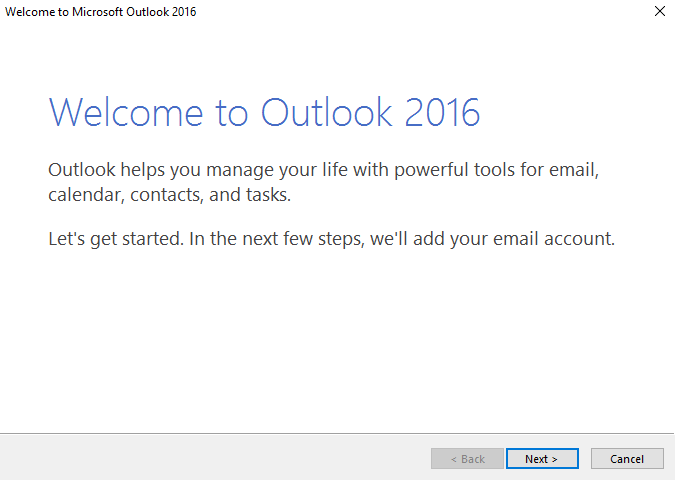 Welcome to Microsoft Outlook 2016
Welcome to Outlook 2016
Outlook helps you manage your life with powerful tools for email,
calendar, contacts, and tasks.
Let's get started. In the next few steps, we'll add your email account.
< Back Next > Cancel